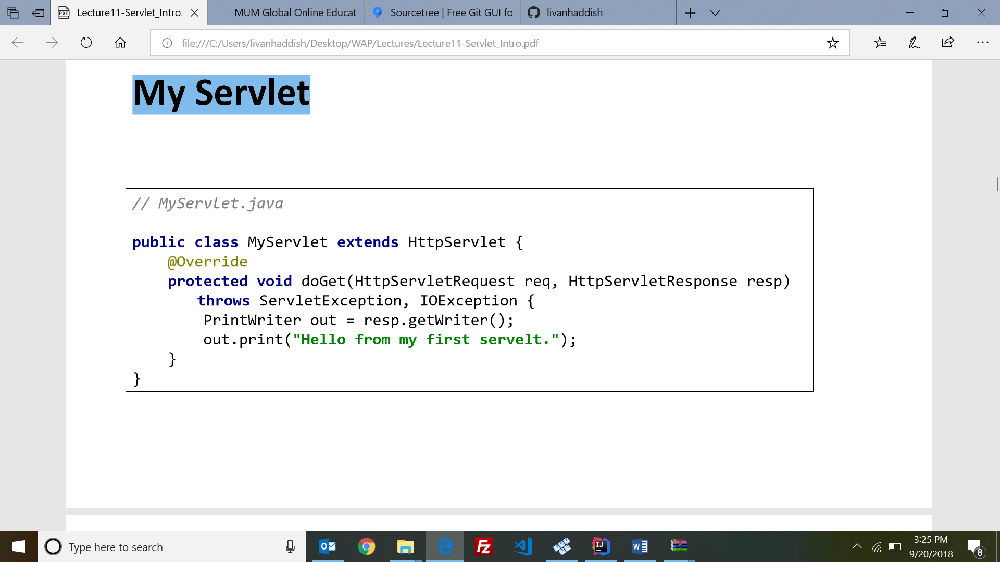 Lecture11-Servlet_Intro.
MUM Global Online Educat
Sourcetree | Free Git GUI fo
livanhaddish
file:///C:/Users/livanhaddish/Desktop/WAP/Lectures/Lecture11-Servlet_Intro.pdf
My Servlet
// MyServlet.java
public class MyServlet extends HttpServlet {
@Override
protected void doGet(HttpServletRequest req, HttpServletResponse resp)
throws ServletException, IOException {
PrintWriter out = resp.getWriter();
out.print("Hello from my first servelt.");
}
}
Type here to search
3:25 PM
9/20/2018
8